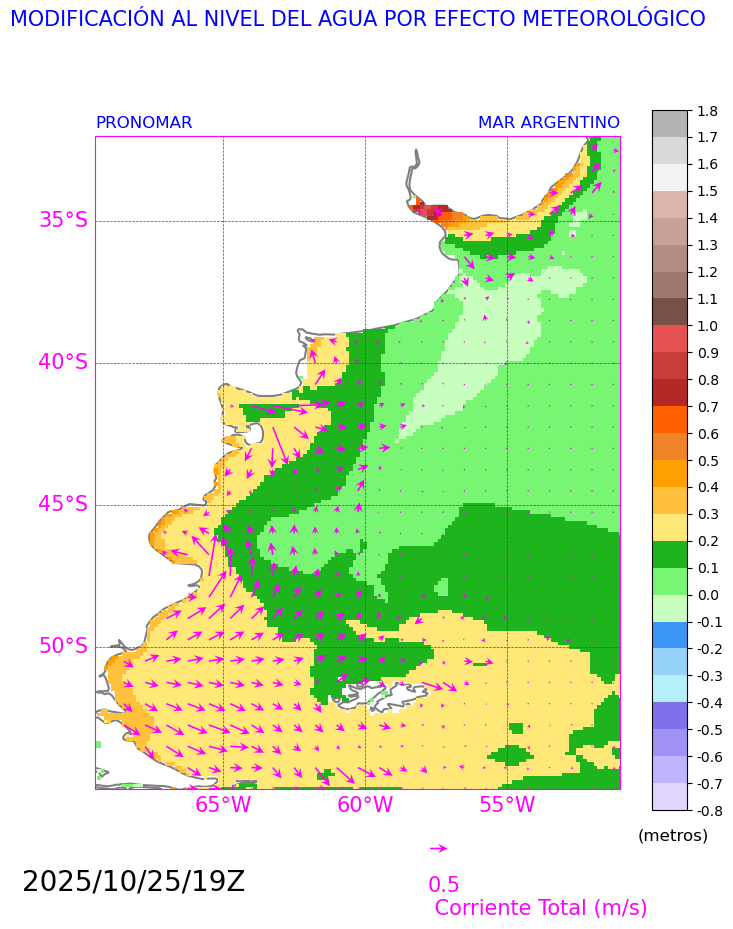 MODIFICACIÓN AL NIVEL DEL AGUA POR EFECTO METEOROLÓGICO
PRONOMAR
MAR ARGENTINO
1.8
1.7
1.6
1.5
1.4
1.3
1.2
1.1
1.0
0.9
0.8
0.7
0.6
0.5
0.4
0.3
0.2
0.1
0.0
-0.1
-0.2
-0.3
-0.4
-0.5
-0.6
-0.7
-0.8
(metros)
35°S
40°S
45°S
50°S
65°W
60°W
55°W
2025/10/25/19Z
0.5
Corriente Total (m/s)